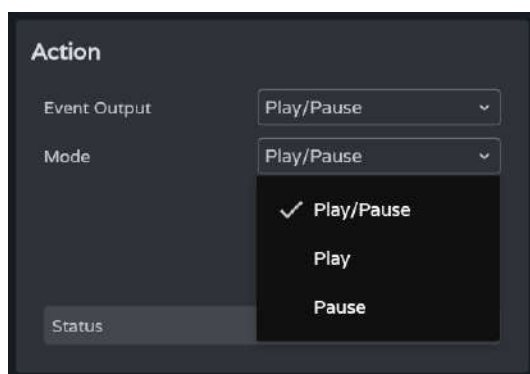 Action
Event Output Play/Pause
Mode Play/Pause
Play/Pause
Play
Pause
Status